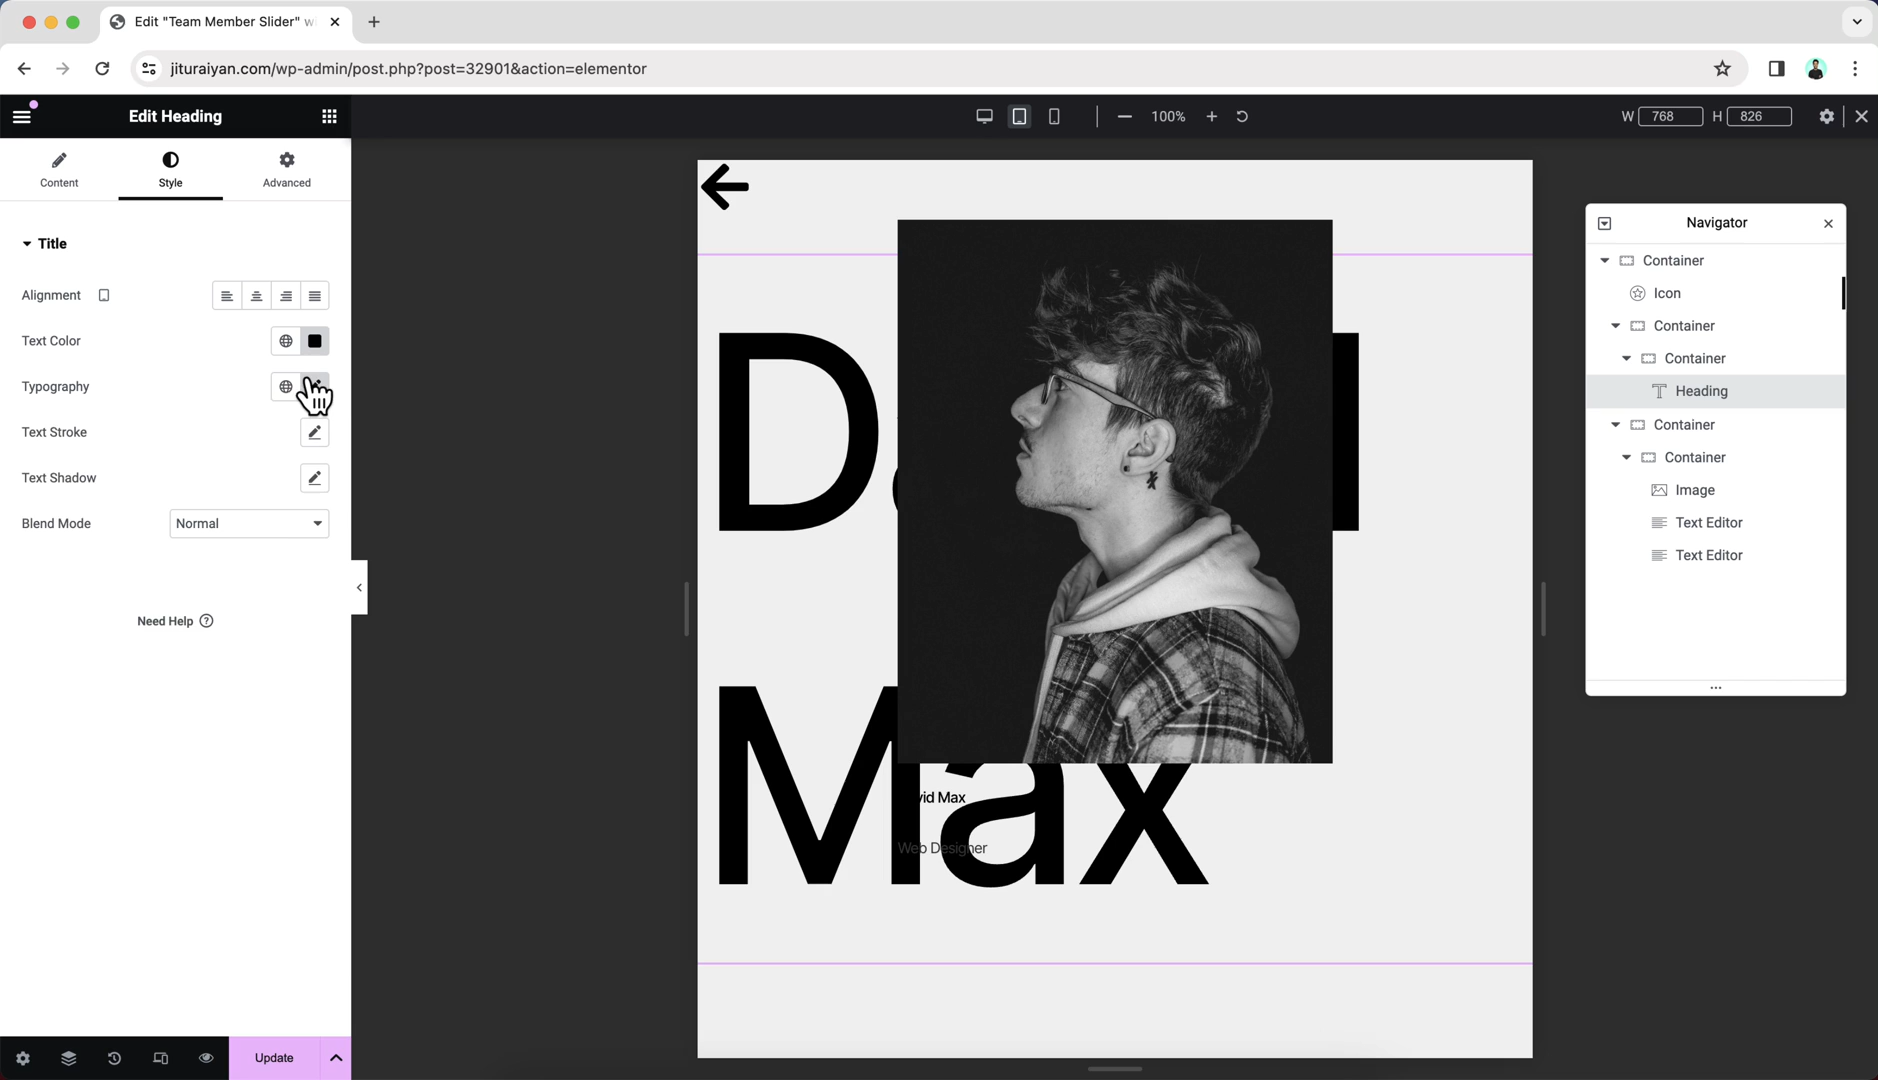 Edit "Team Member Slider" w
jituraiyan.com/wp-admin/post.php?post=32901&action=elementor
Edit Heading
100%
W 768 H 826
Content Style Advanced
Title
Alignment
Text Color
Typography
Text Stroke
Text Shadow
Blend Mode Normal
Need Help
Update
D
Max
vid Max
Web Designer
Navigator
Container
Icon
Container
Container
Heading
Container
Container
Image
Text Editor
Text Editor